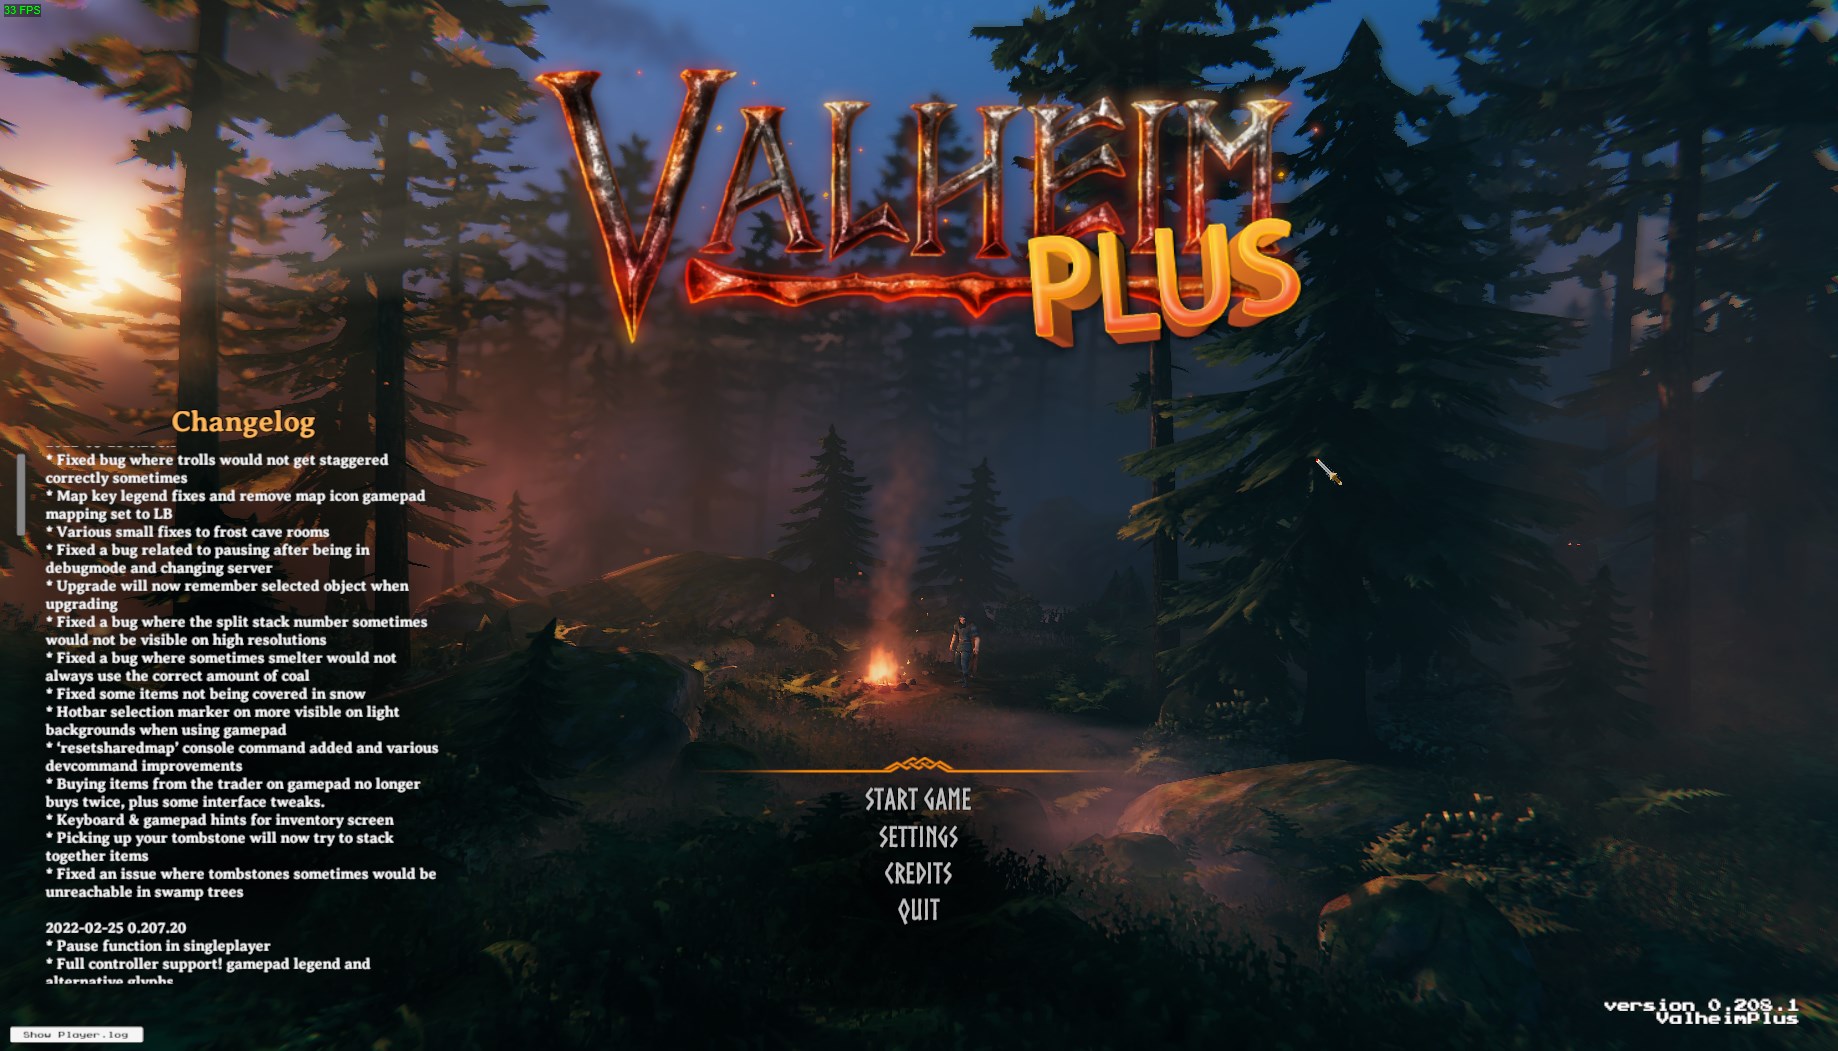 33 FPS
VALHEIM
PLUS
Changelog
* Fixed bug where trolls would not get staggered
correctly sometimes
* Map key legend fixes and remove map icon gamepad
mapping set to LB
* Various small fixes to frost cave rooms
* Fixed a bug related to pausing after being in
debugmode and changing server
* Upgrade will now remember selected object when
upgrading
* Fixed a bug where the split stack number sometimes
would not be visible on high resolutions
* Fixed a bug where sometimes smelter would not
always use the correct amount of coal
* Fixed some items not being covered in snow
* Hotbar selection marker on more visible on light
backgrounds when using gamepad
* ‘resetsharedmap’ console command added and various
devcommand improvements
* Buying items from the trader on gamepad no longer
buys twice, plus some interface tweaks.
* Keyboard & gamepad hints for inventory screen
* Picking up your tombstone will now try to stack
together items
* Fixed an issue where tombstones sometimes would be
unreachable in swamp trees
2022-02-25 0.207.20
* Pause function in singleplayer
* Full controller support! gamepad legend and
alternative glyphs
START GAME
SETTINGS
CREDITS
QUIT
Show Player.log
version 0.208.1
ValheimPlus